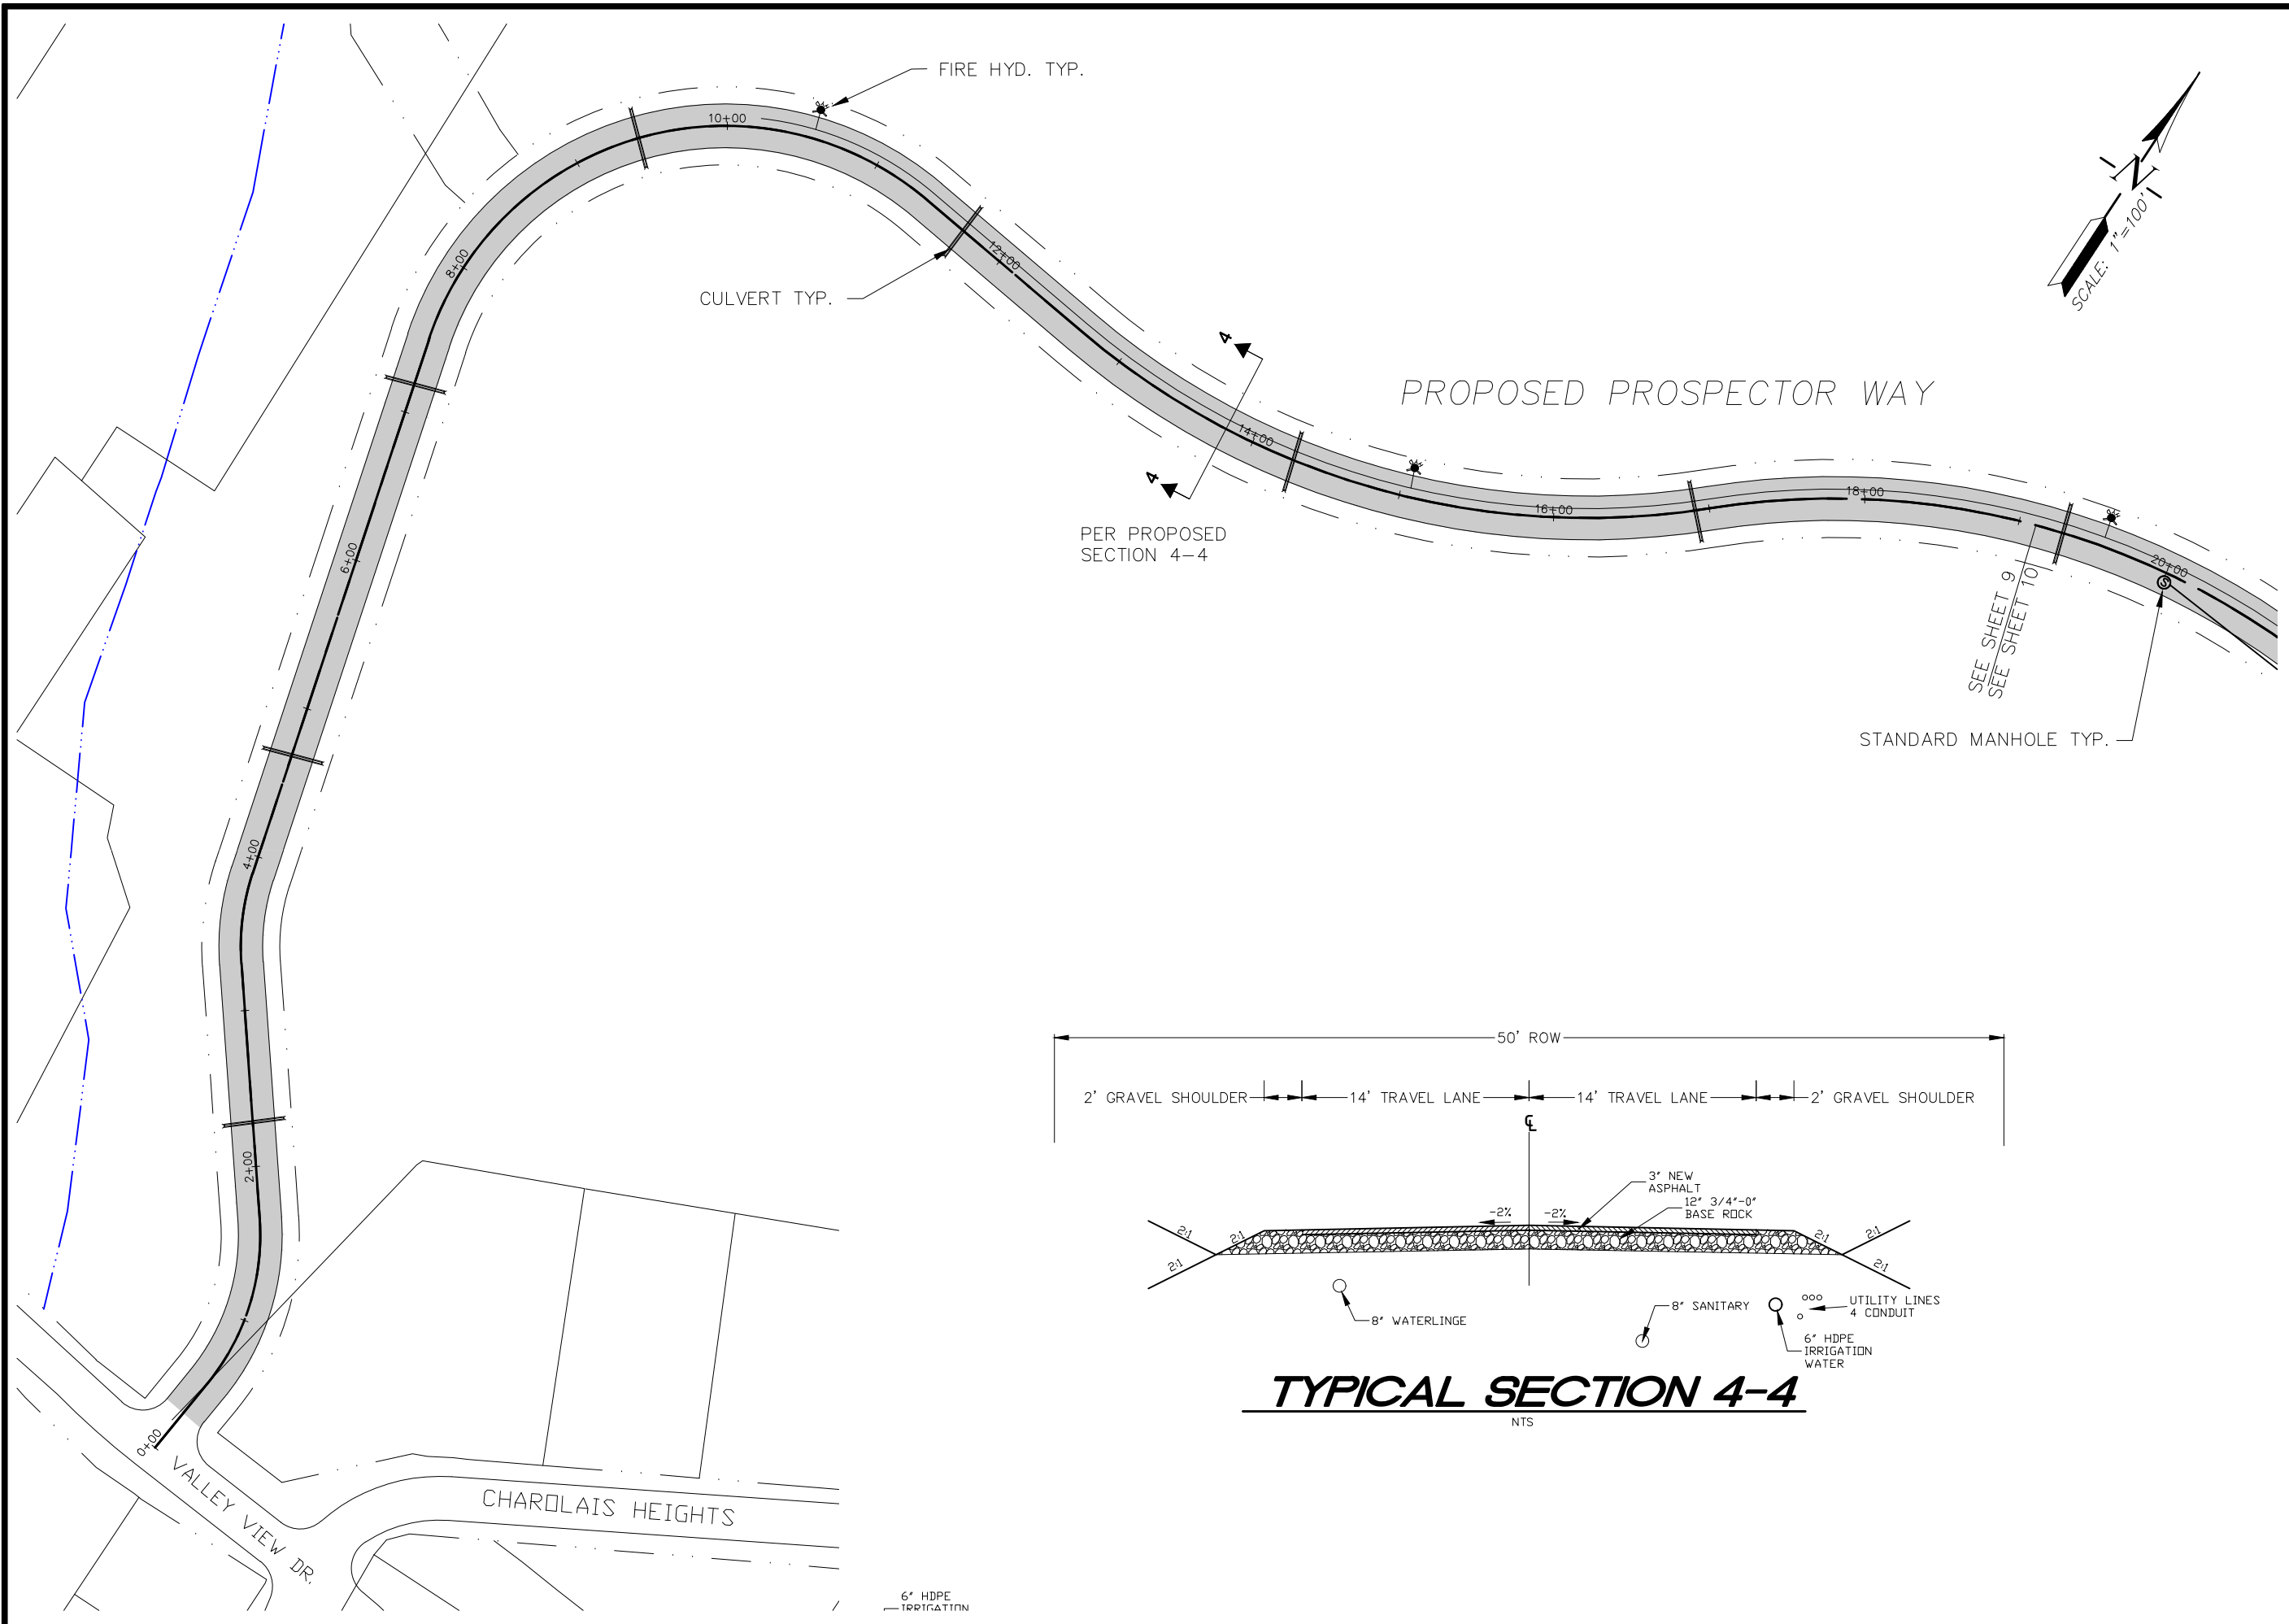 FIRE HYD. TYP.
10+00
-N-
SCALE: 1"=100'
8+00
12+00
CULVERT TYP.
4
PROPOSED PROSPECTOR WAY
14+00
4
18+00
16+00
PER PROPOSED
SECTION 4-4
6+00
20+00
S
SEE SHEET 9
SEE SHEET 10
STANDARD MANHOLE TYP.
4+00
50' ROW
2' GRAVEL SHOULDER
14' TRAVEL LANE
14' TRAVEL LANE
2' GRAVEL SHOULDER
℄
2+00
3" NEW
ASPHALT
12" 3/4"-0"
BASE ROCK
-2%
-2%
2:1
2:1
2:1
2:1
2:1
2:1
8" WATERLINGE
8" SANITARY
UTILITY LINES
4 CONDUIT
6" HDPE
IRRIGATION
WATER
TYPICAL SECTION 4-4
NTS
0+00
VALLEY VIEW DR.
CHAROLAIS HEIGHTS
6" HDPE
IRRIGATION